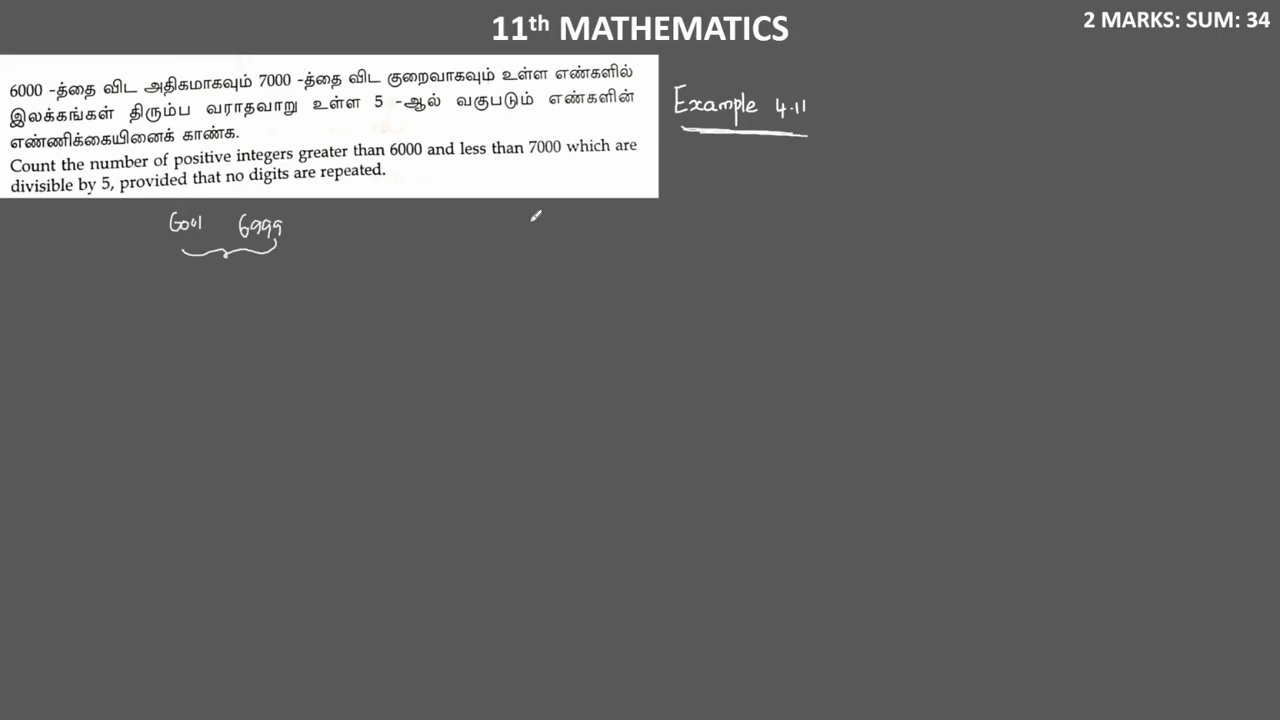 11th MATHEMATICS
2 MARKS: SUM: 34
6000 -த்தை விட அதிகமாகவும் 7000 -த்தை விட குறைவாகவும் உள்ள எண்களில்
இலக்கங்கள் திரும்ப வராதவாறு உள்ள 5 -ஆல் வகுபடும் எண்களின்
எண்ணிக்கையினைக் காண்க.
Count the number of positive integers greater than 6000 and less than 7000 which are
divisible by 5, provided that no digits are repeated.
Example 4.11
6001 6999